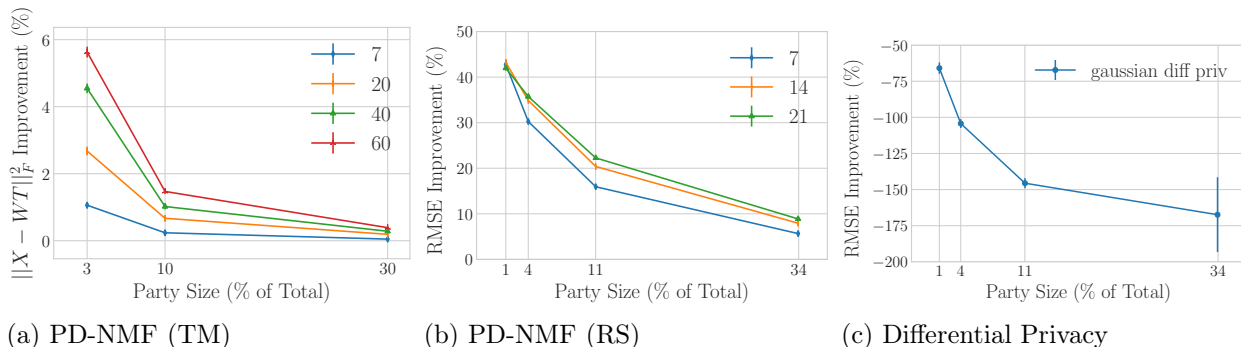 ||X − WT||²_F Improvement (%)
6
4
2
0
7
20
40
60
3 10 30
Party Size (% of Total)
(a) PD-NMF (TM)
RMSE Improvement (%)
50
40
30
20
10
0
7
14
21
1 4 11 34
Party Size (% of Total)
(b) PD-NMF (RS)
RMSE Improvement (%)
−50
−75
−100
−125
−150
−175
−200
gaussian diff priv
1 4 11 34
Party Size (% of Total)
(c) Differential Privacy